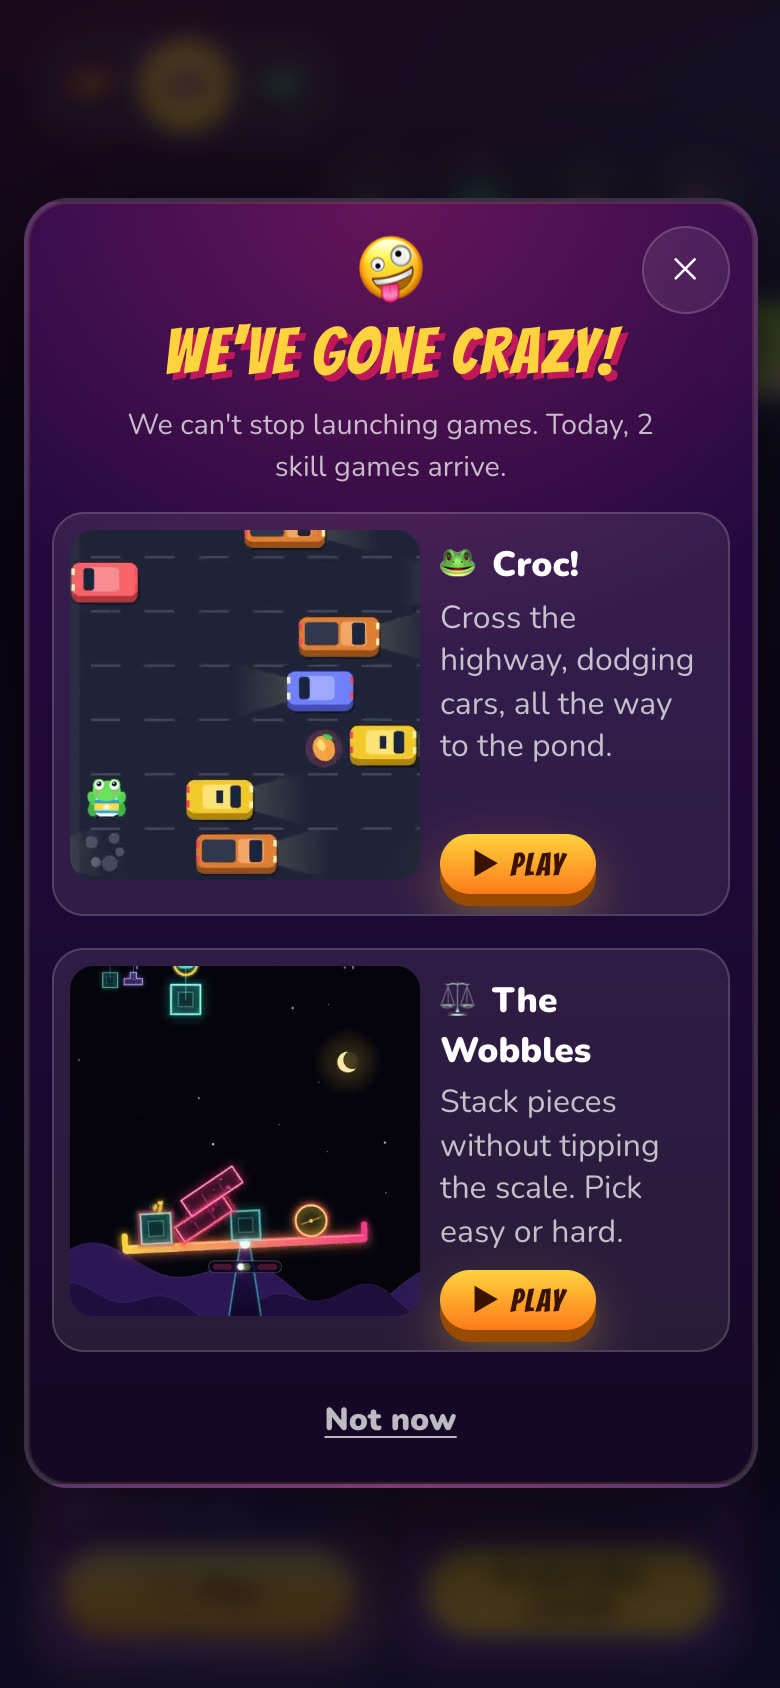 WE'VE GONE CRAZY!
We can't stop launching games. Today, 2
skill games arrive.
Croc!
Cross the
highway, dodging
cars, all the way
to the pond.
PLAY
The
Wobbles
Stack pieces
without tipping
the scale. Pick
easy or hard.
PLAY
Not now